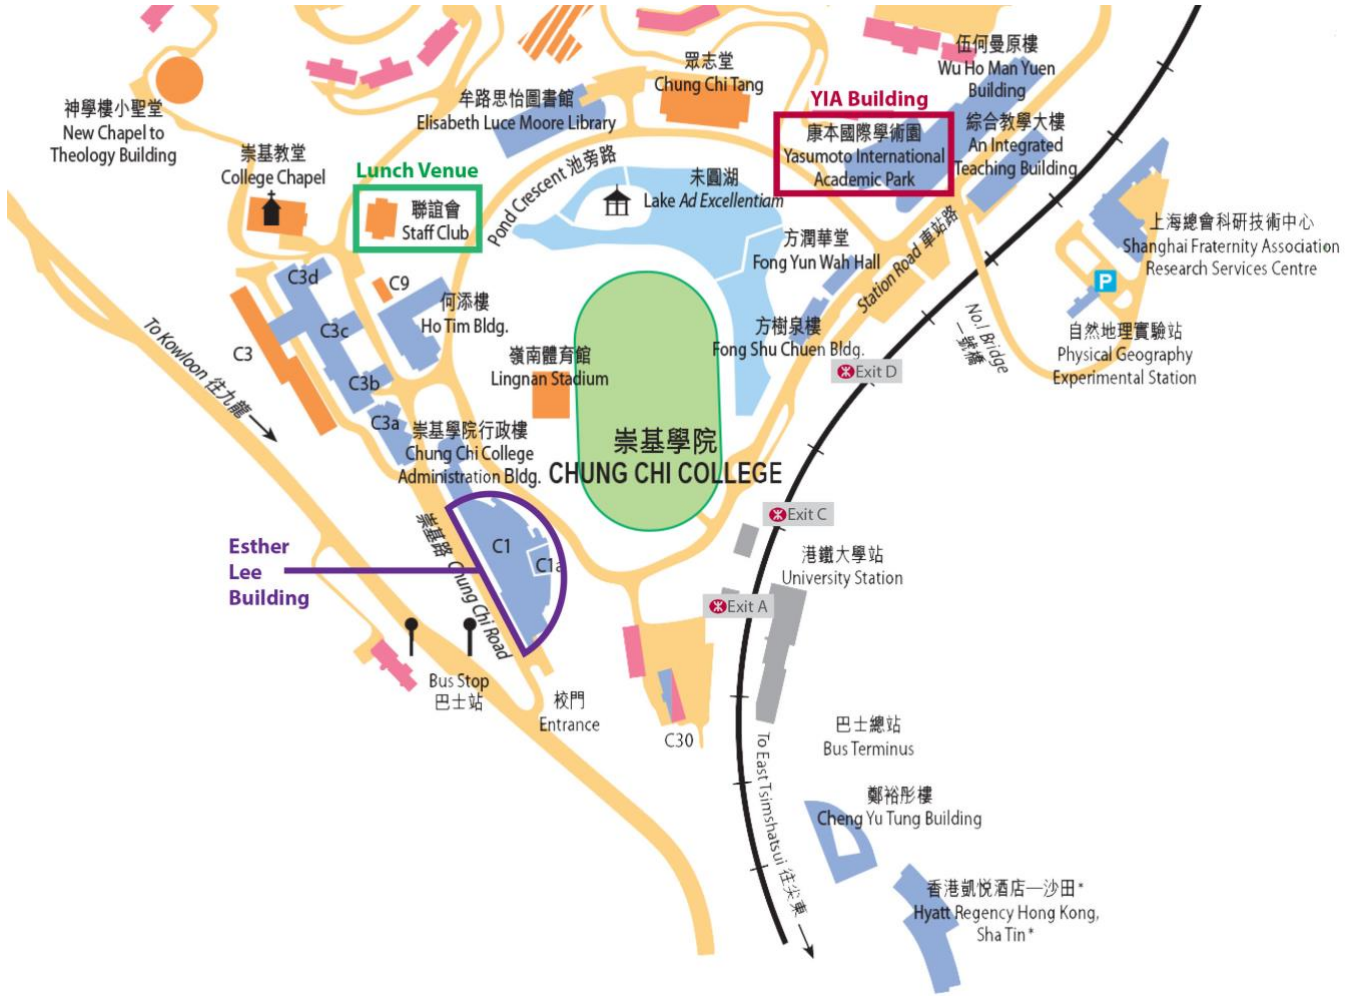 伍何曼原樓
Wu Ho Man Yuen
Building
眾志堂
Chung Chi Tang
YIA Building
神學樓小聖堂
New Chapel to
Theology Building
牟路思怡圖書館
Elisabeth Luce Moore Library
康本國際學術園
Yasumoto International
Academic Park
綜合教學大樓
An Integrated
Teaching Building
崇基教堂
College Chapel
Lunch Venue
聯誼會
Staff Club
Pond Crescent 池旁路
未圓湖
Lake Ad Excellentiam
上海總會科研技術中心
Shanghai Fraternity Association
Research Services Centre
方潤華堂
Fong Yun Wah Hall
Station Road 車站路
P
C3d
C9
何添樓
Ho Tim Bldg.
C3c
C3
C3b
C3a
To Kowloon 往九龍
方樹泉樓
Fong Shu Chuen Bldg.
No.1 Bridge
一號橋
自然地理實驗站
Physical Geography
Experimental Station
嶺南體育館
Lingnan Stadium
Exit D
崇基學院行政樓
Chung Chi College
Administration Bldg.
崇基學院
CHUNG CHI COLLEGE
Exit C
崇基路 Chung Chi Road
C1
C1a
Esther
Lee
Building
港鐵大學站
University Station
Exit A
Bus Stop
巴士站
校門
Entrance
C30
To East Tsimshatsui 往尖東
巴士總站
Bus Terminus
鄭裕彤樓
Cheng Yu Tung Building
香港凱悅酒店—沙田*
Hyatt Regency Hong Kong,
Sha Tin*